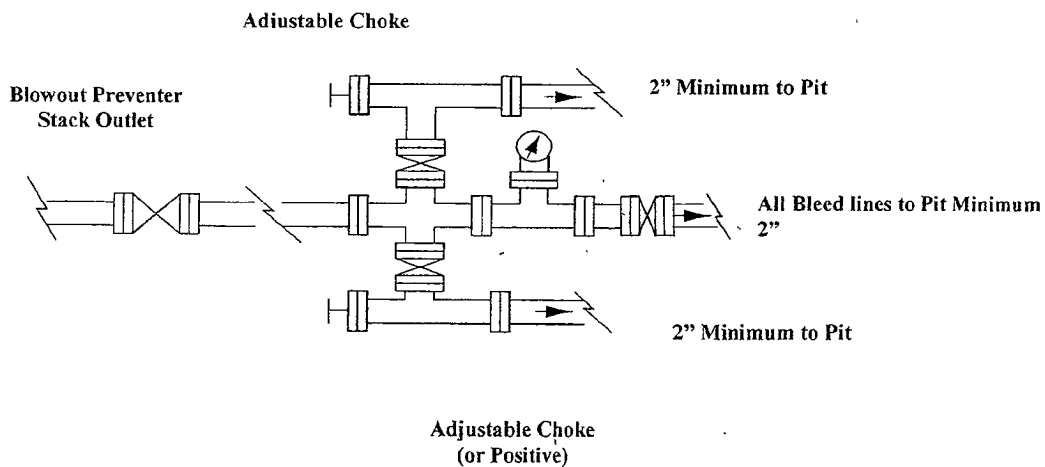 Adiustable Choke
2” Minimum to Pit
Blowout Preventer
Stack Outlet
All Bleed lines to Pit Minimum
2”
2” Minimum to Pit
Adjustable Choke
(or Positive)